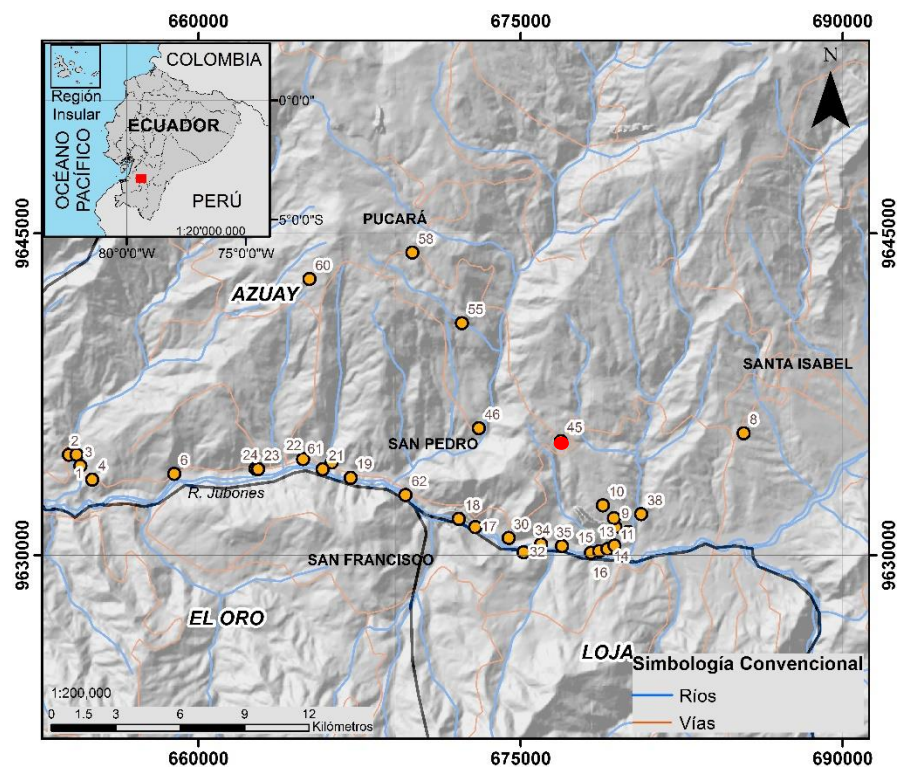 660000
675000
690000
COLOMBIA
N
Región
Insular
0°0'0"
ECUADOR
OCÉANO
PACÍFICO
PERÚ
5°0'0"S
1:20'000.000
80°0'0"W
75°0'0"W
PUCARÁ
9645000
9645000
58
60
AZUAY
55
SANTA ISABEL
46
45
8
SAN PEDRO
2
3
1
4
6
24
23
22
61
21
19
R. Jubones
62
10
9
38
18
17
30
34
35
15
13
11
14
32
16
9630000
9630000
SAN FRANCISCO
EL ORO
LOJA
Simbología Convencional
Ríos
Vías
1:200,000
0
1.5
3
6
9
12
Kilómetros
660000
675000
690000